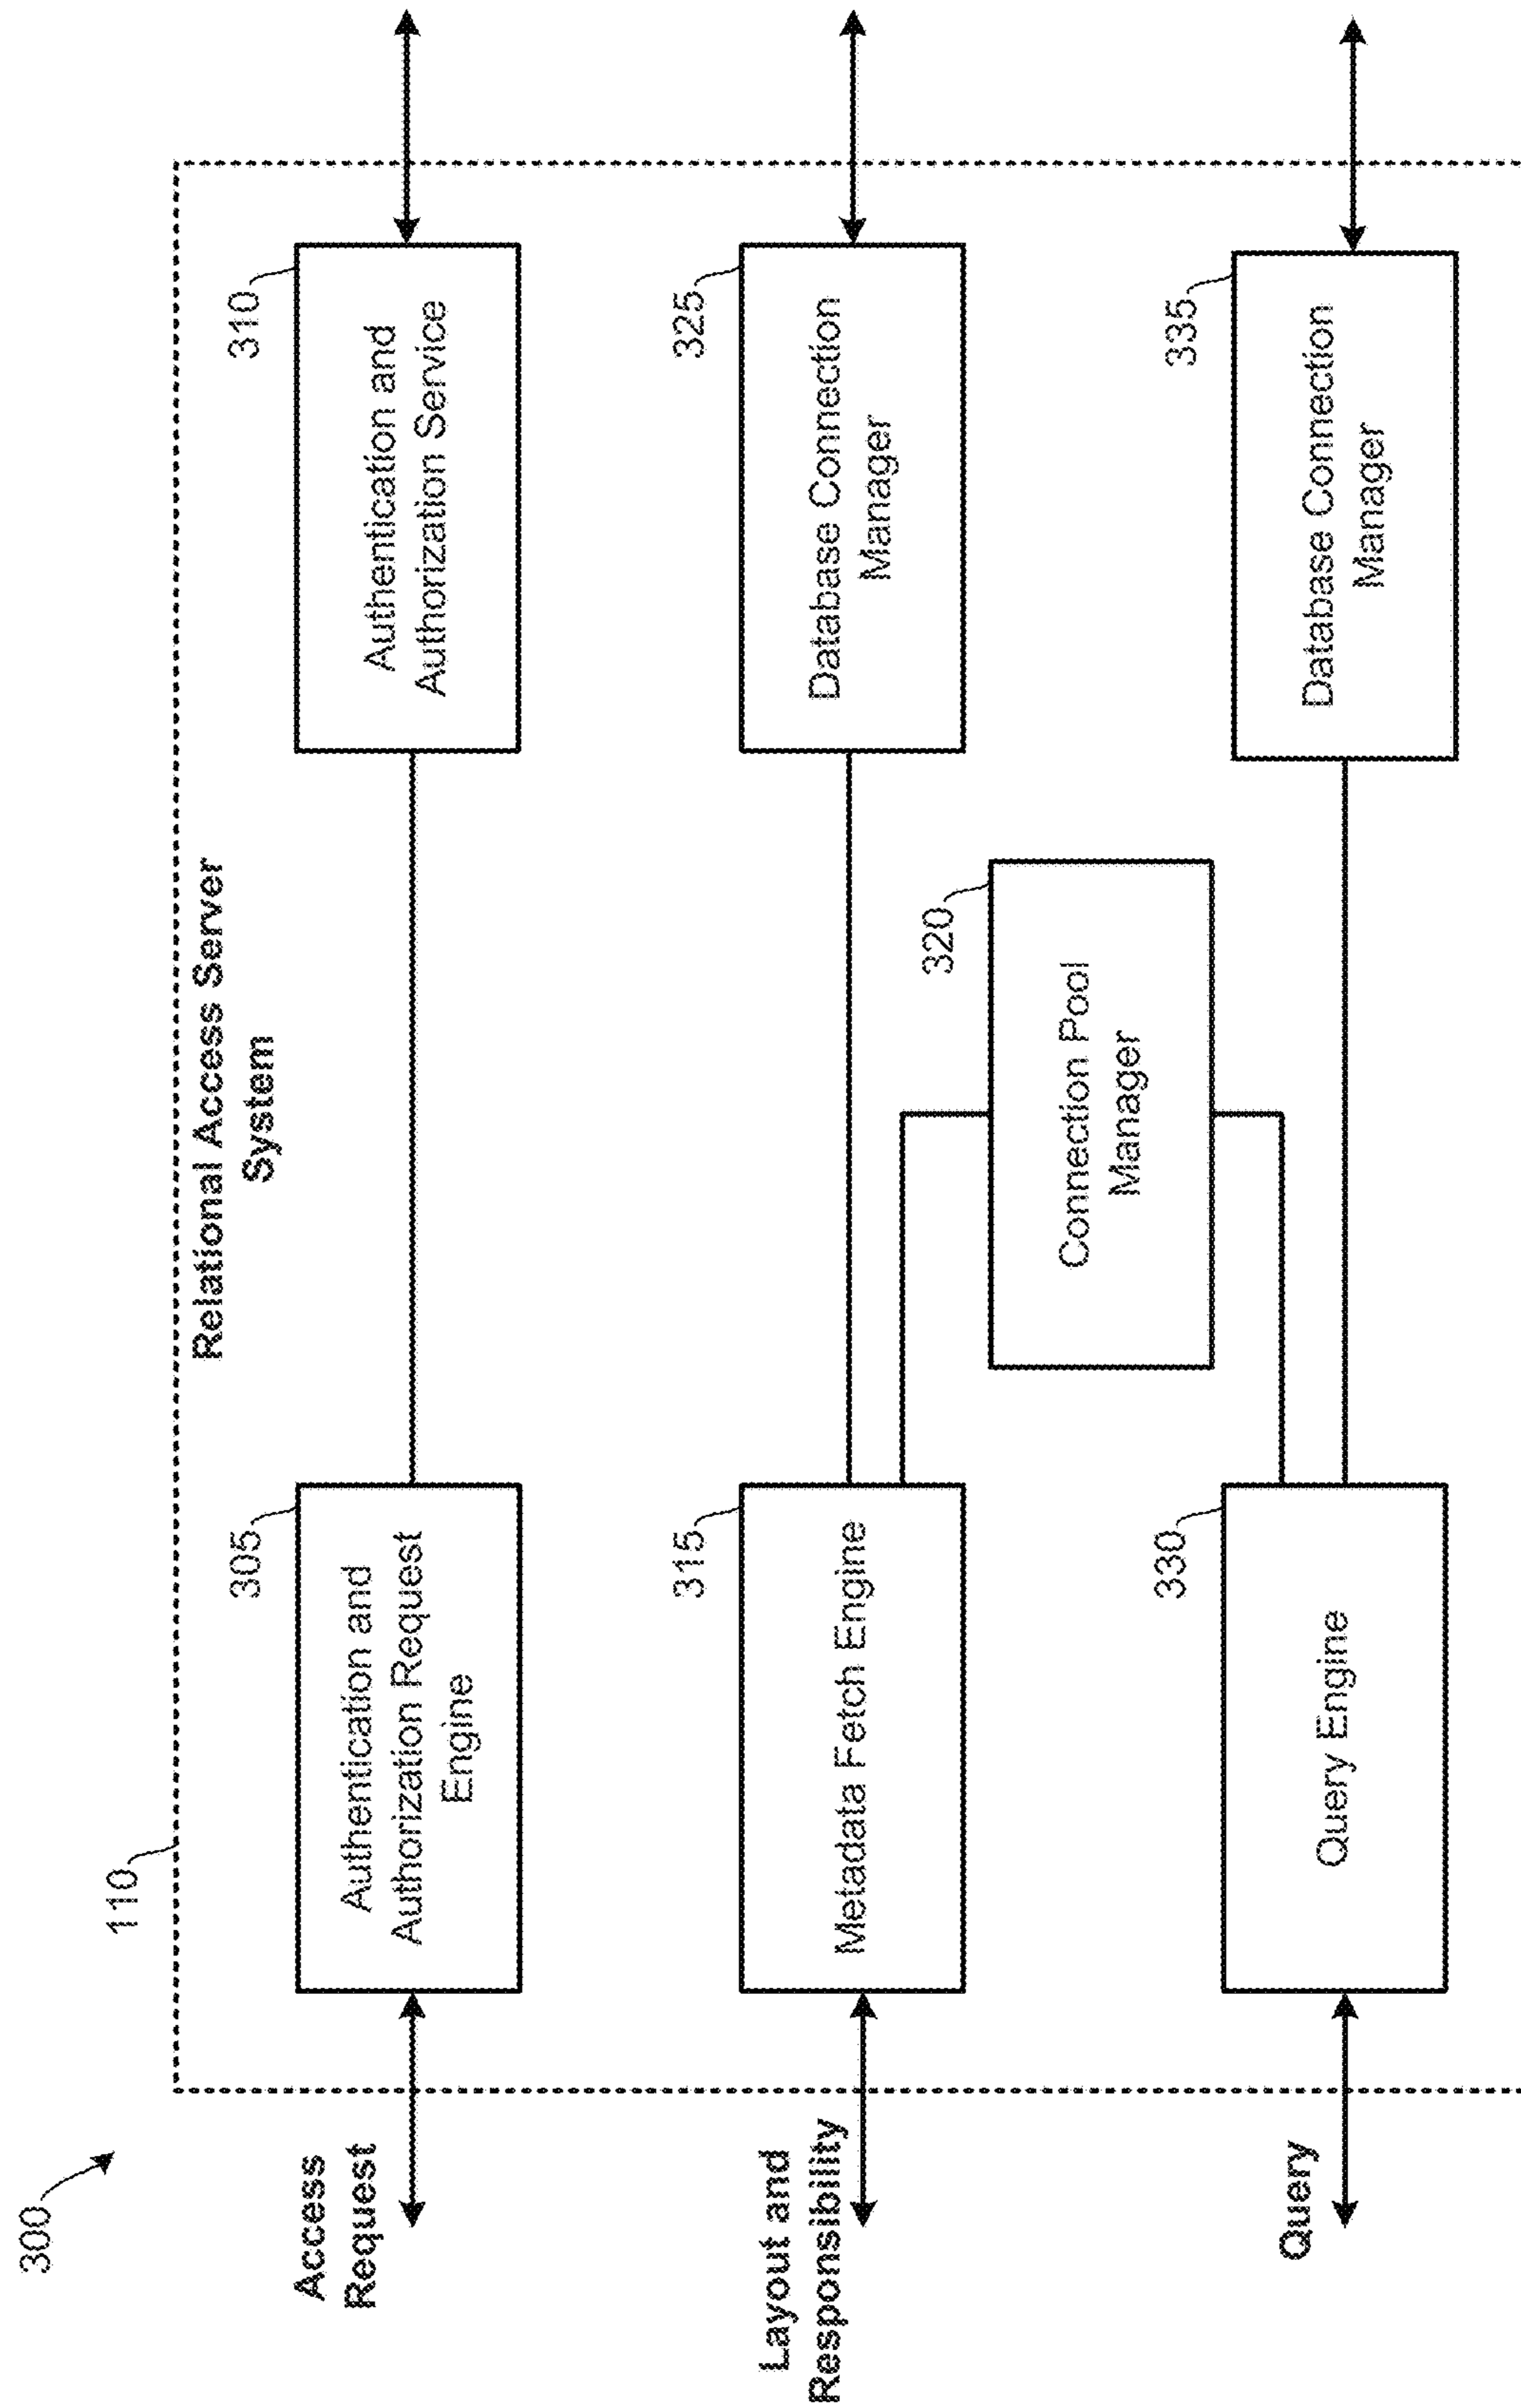 300
110
Relational Access Server
System
Access
Request
305
Authentication and
Authorization Request
Engine
310
Authentication and
Authorization Service
Layout and
Responsibility
315
Metadata Fetch Engine
325
Database Connection
Manager
320
Connection Pool
Manager
Query
330
Query Engine
335
Database Connection
Manager